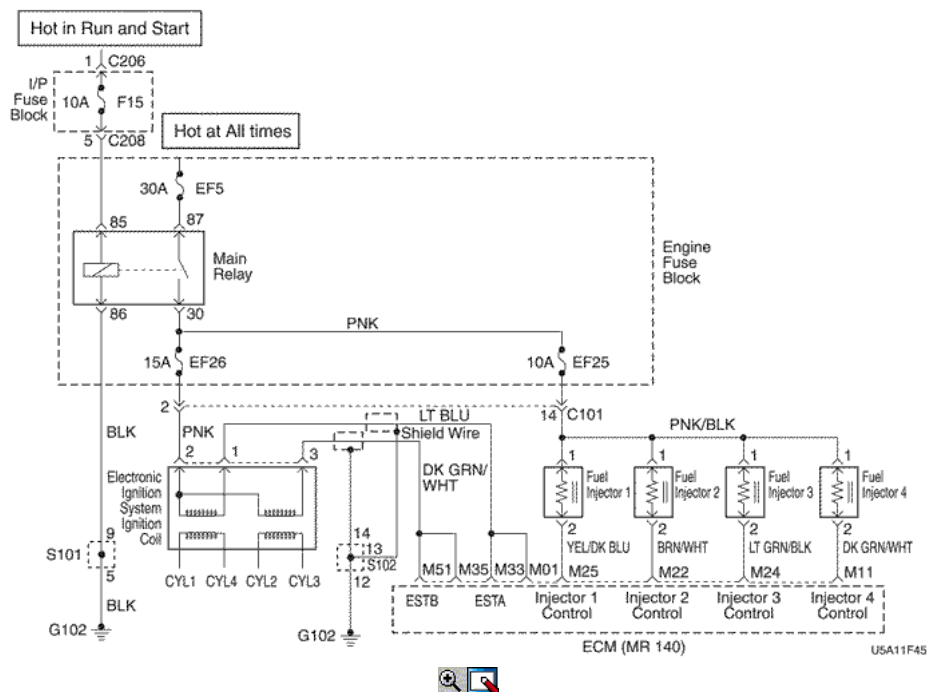 Hot in Run and Start
1 C206
I/P
Fuse
Block
10A F15
5 C208
Hot at All times
30A EF5
85 87
Main
Relay
Engine
Fuse
Block
86 30
PNK
15A EF26
10A EF25
2
14 C101
LT BLU
Shield Wire
PNK/BLK
BLK
PNK
2 1 3
DK GRN/
WHT
1 1 1 1
Electronic
Ignition
System
Ignition
Coil
Fuel
Injector 1
Fuel
Injector 2
Fuel
Injector 3
Fuel
Injector 4
2 2 2 2
9
S101
5
14
13
S102
12
YEL/DK BLU
BRN/WHT
LT GRN/BLK
DK GRN/WHT
CYL1 CYL4 CYL2 CYL3
M51 M35 M33 M01 M25 M22 M24 M11
ESTB ESTA
Injector 1
Control
Injector 2
Control
Injector 3
Control
Injector 4
Control
BLK
G102
G102
ECM (MR 140)
U5A11F45